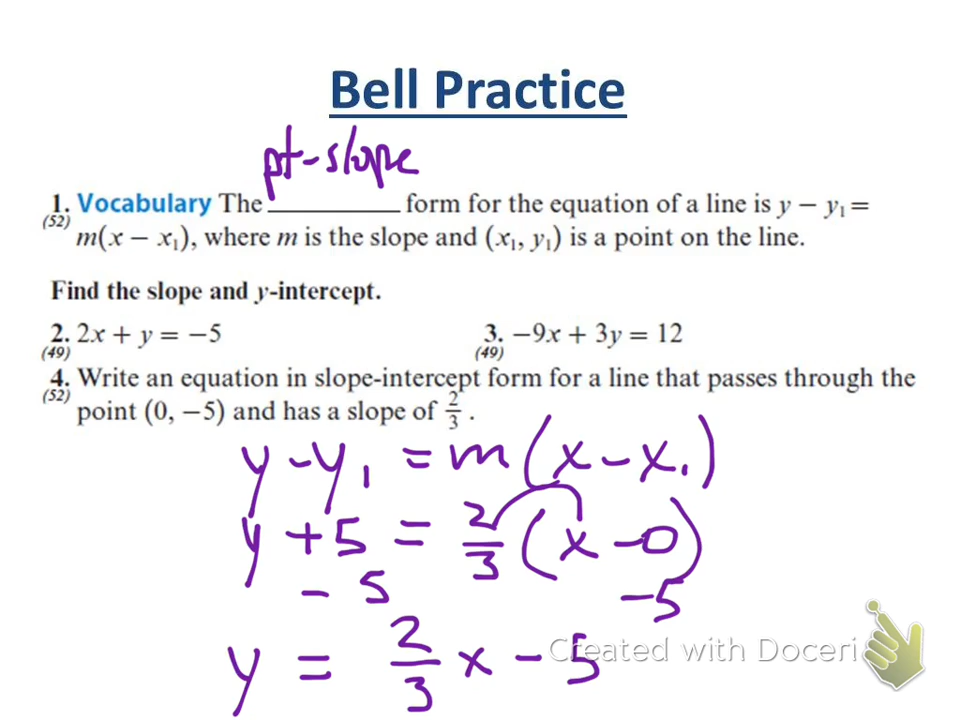 Bell Practice
pt-slope
1. Vocabulary The __________ form for the equation of a line is y − y₁ =
(52)
m(x − x₁), where m is the slope and (x₁, y₁) is a point on the line.
Find the slope and y-intercept.
2. 2x + y = −5
(49)
3. −9x + 3y = 12
(49)
4. Write an equation in slope-intercept form for a line that passes through the
(52)
point (0, −5) and has a slope of 2/3.
y − y₁ = m(x − x₁)
y + 5 = 2/3 (x − 0)
− 5 −5
y = 2/3 x − 5
Created with Doceri